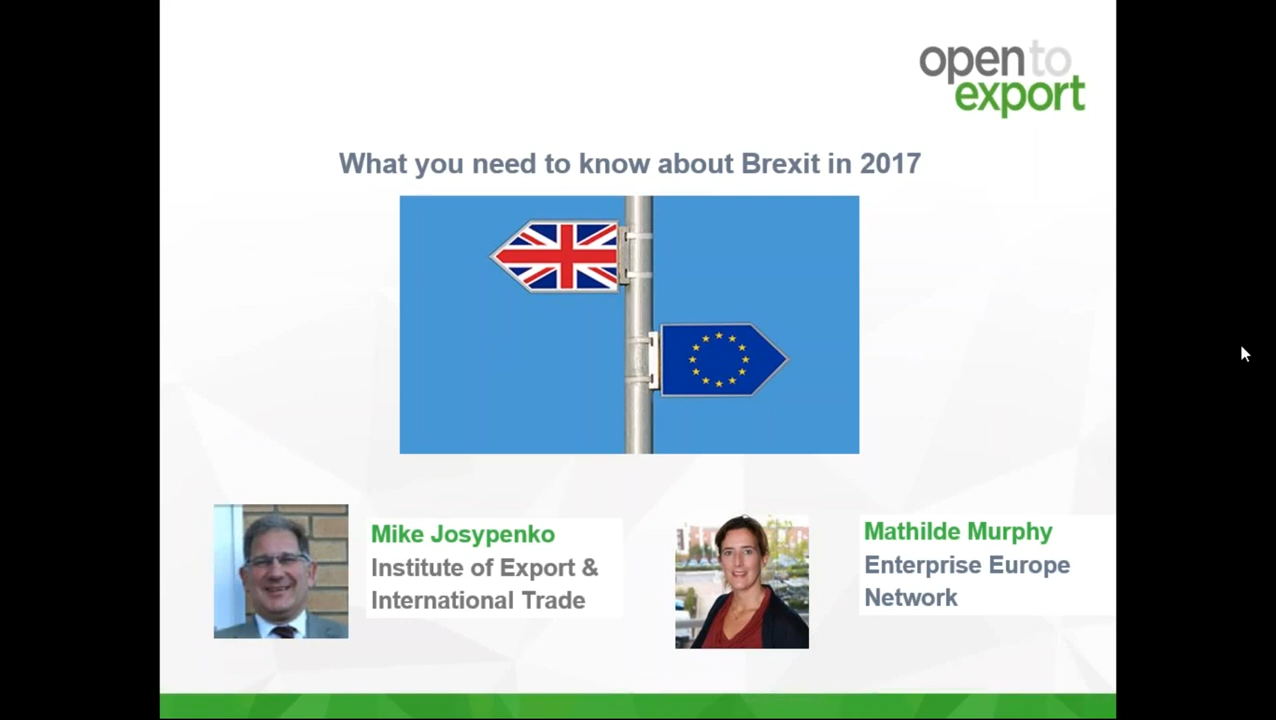 open to
export
What you need to know about Brexit in 2017
Mike Josypenko
Institute of Export &
International Trade
Mathilde Murphy
Enterprise Europe
Network